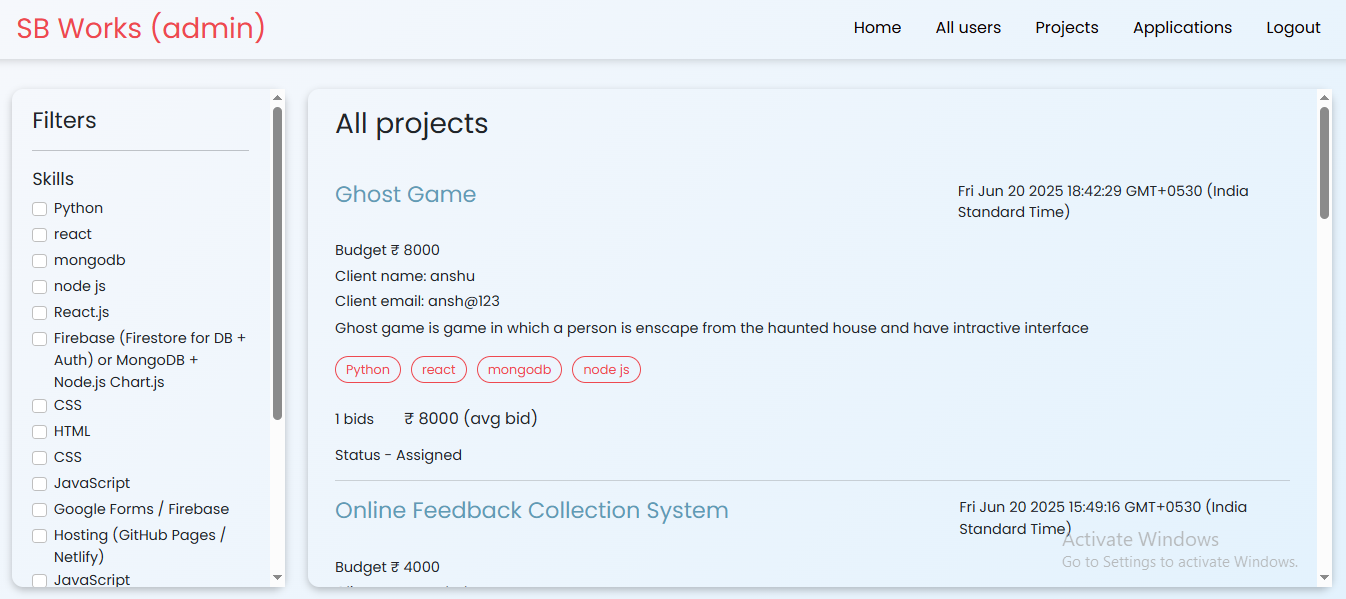 SB Works (admin)
Home All users Projects Applications Logout
Filters
Skills
Python
react
mongodb
node js
React.js
Firebase (Firestore for DB +
Auth) or MongoDB +
Node.js Chart.js
CSS
HTML
CSS
JavaScript
Google Forms / Firebase
Hosting (GitHub Pages /
Netlify)
JavaScript
All projects
Ghost Game
Fri Jun 20 2025 18:42:29 GMT+0530 (India
Standard Time)
Budget ₹ 8000
Client name: anshu
Client email: ansh@123
Ghost game is game in which a person is enscape from the haunted house and have intractive interface
Python react mongodb node js
1 bids ₹ 8000 (avg bid)
Status - Assigned
Online Feedback Collection System
Fri Jun 20 2025 15:49:16 GMT+0530 (India
Standard Time)
Budget ₹ 4000
Activate Windows
Go to Settings to activate Windows.